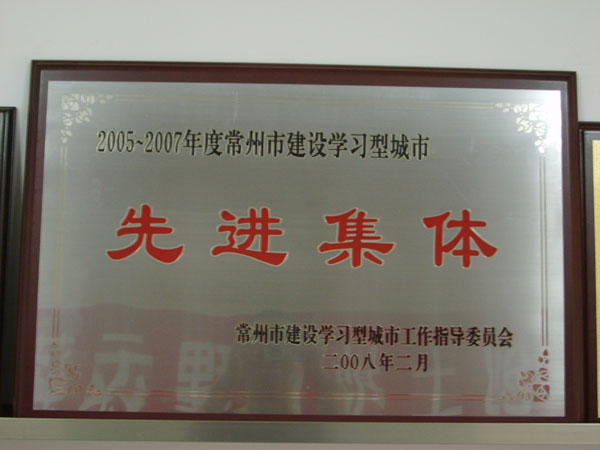 2005~2007年度常州市建设学习型城市
先进集体
常州市建设学习型城市工作指导委员会
二00八年二月